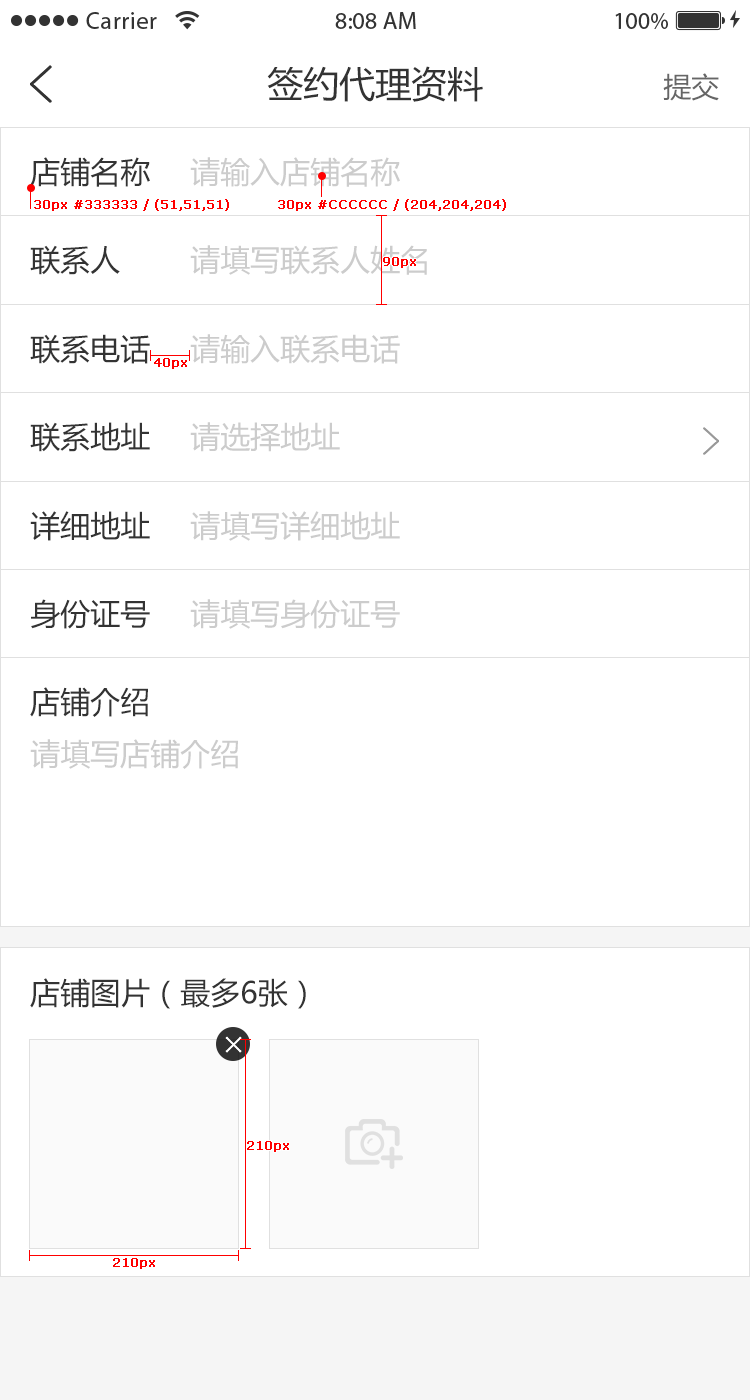 Carrier 8:08 AM 100%
签约代理资料 提交
店铺名称 请输入店铺名称
30px #333333 / (51,51,51) 30px #CCCCCC / (204,204,204)
联系人 请填写联系人姓名
90px
联系电话 请输入联系电话
40px
联系地址 请选择地址
详细地址 请填写详细地址
身份证号 请填写身份证号
店铺介绍
请填写店铺介绍
店铺图片（最多6张）
210px
210px